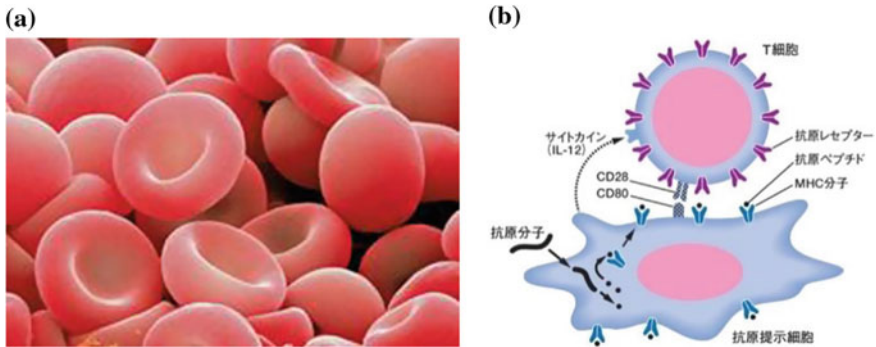 (a)
(b)
T細胞
サイトカイン
(IL-12)
抗原レセプター
抗原ペプチド
CD28
MHC分子
CD80
抗原分子
抗原提示細胞